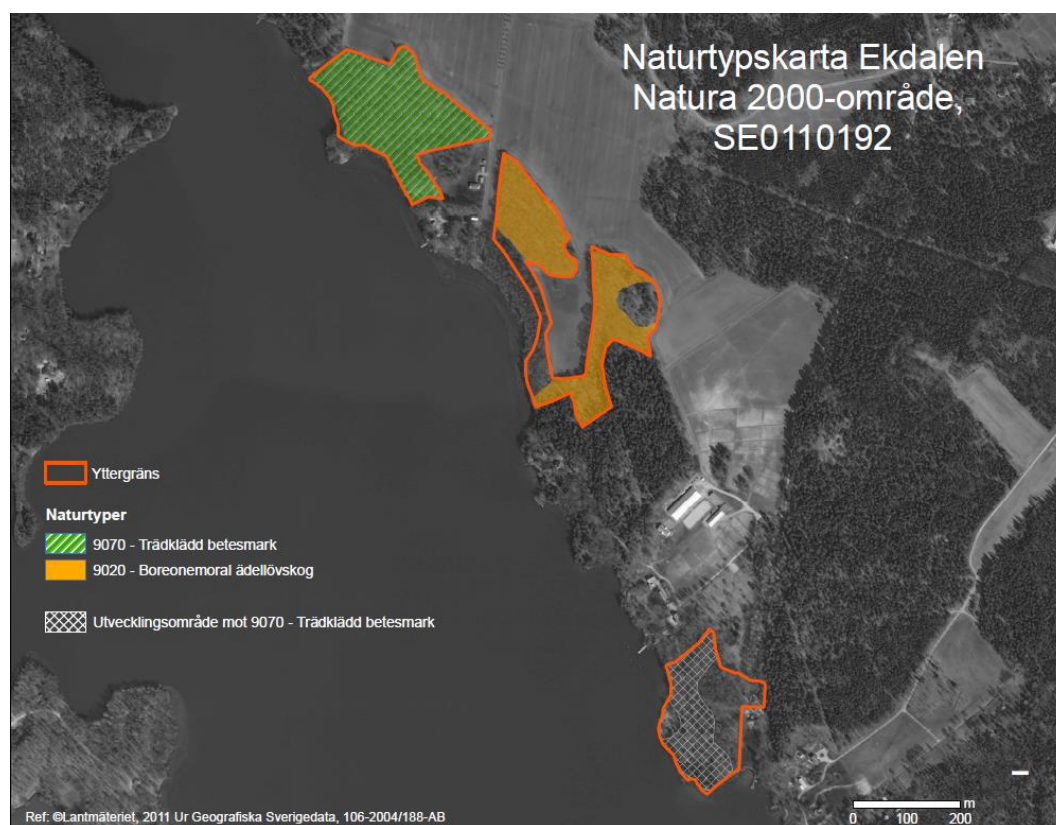 Naturtypskarta Ekdalen
Natura 2000-område,
SE0110192
Yttergräns
Naturtyper
9070 - Trädklädd betesmark
9020 - Boreonemoral ädellövskog
Utvecklingsområde mot 9070 - Trädklädd betesmark
m
0 100 200
Ref: ©Lantmäteriet, 2011 Ur Geografiska Sverigedata, 106-2004/188-AB